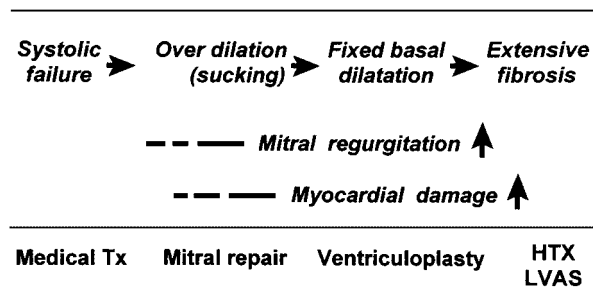 Systolic failure
Over dilation (sucking)
Fixed basal dilatation
Extensive fibrosis
Mitral regurgitation
Myocardial damage
Medical Tx
Mitral repair
Ventriculoplasty
HTX
LVAS